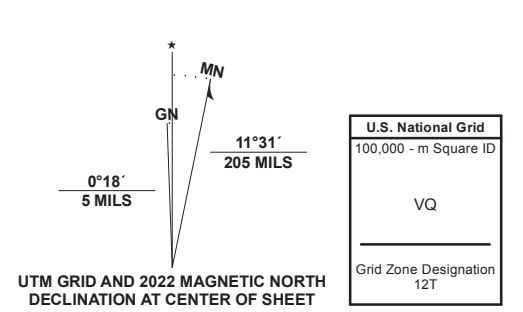 ★
MN
GN
11°31´
205 MILS
0°18´
5 MILS
UTM GRID AND 2022 MAGNETIC NORTH
DECLINATION AT CENTER OF SHEET
U.S. National Grid
100,000 - m Square ID
VQ
Grid Zone Designation
12T